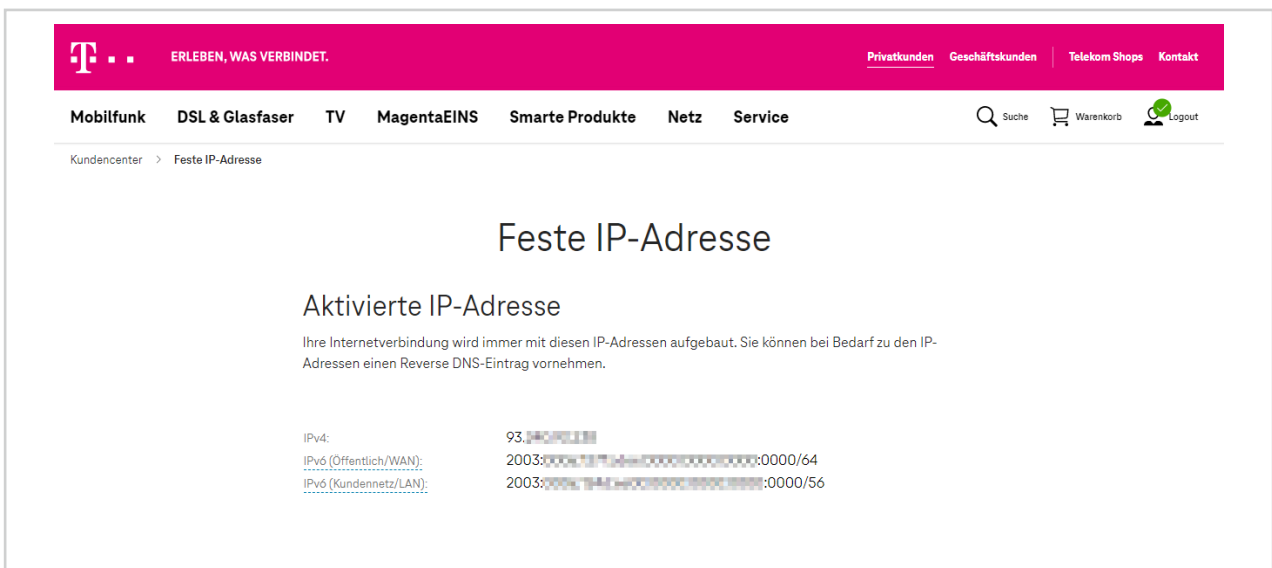 ERLEBEN, WAS VERBINDET.
Privatkunden Geschäftskunden Telekom Shops Kontakt
Mobilfunk DSL & Glasfaser TV MagentaEINS Smarte Produkte Netz Service
Suche Warenkorb Logout
Kundencenter > Feste IP-Adresse
Feste IP-Adresse
Aktivierte IP-Adresse
Ihre Internetverbindung wird immer mit diesen IP-Adressen aufgebaut. Sie können bei Bedarf zu den IP-
Adressen einen Reverse DNS-Eintrag vornehmen.
IPv4: 93.
IPv6 (Öffentlich/WAN): 2003: :0000/64
IPv6 (Kundennetz/LAN): 2003: :0000/56